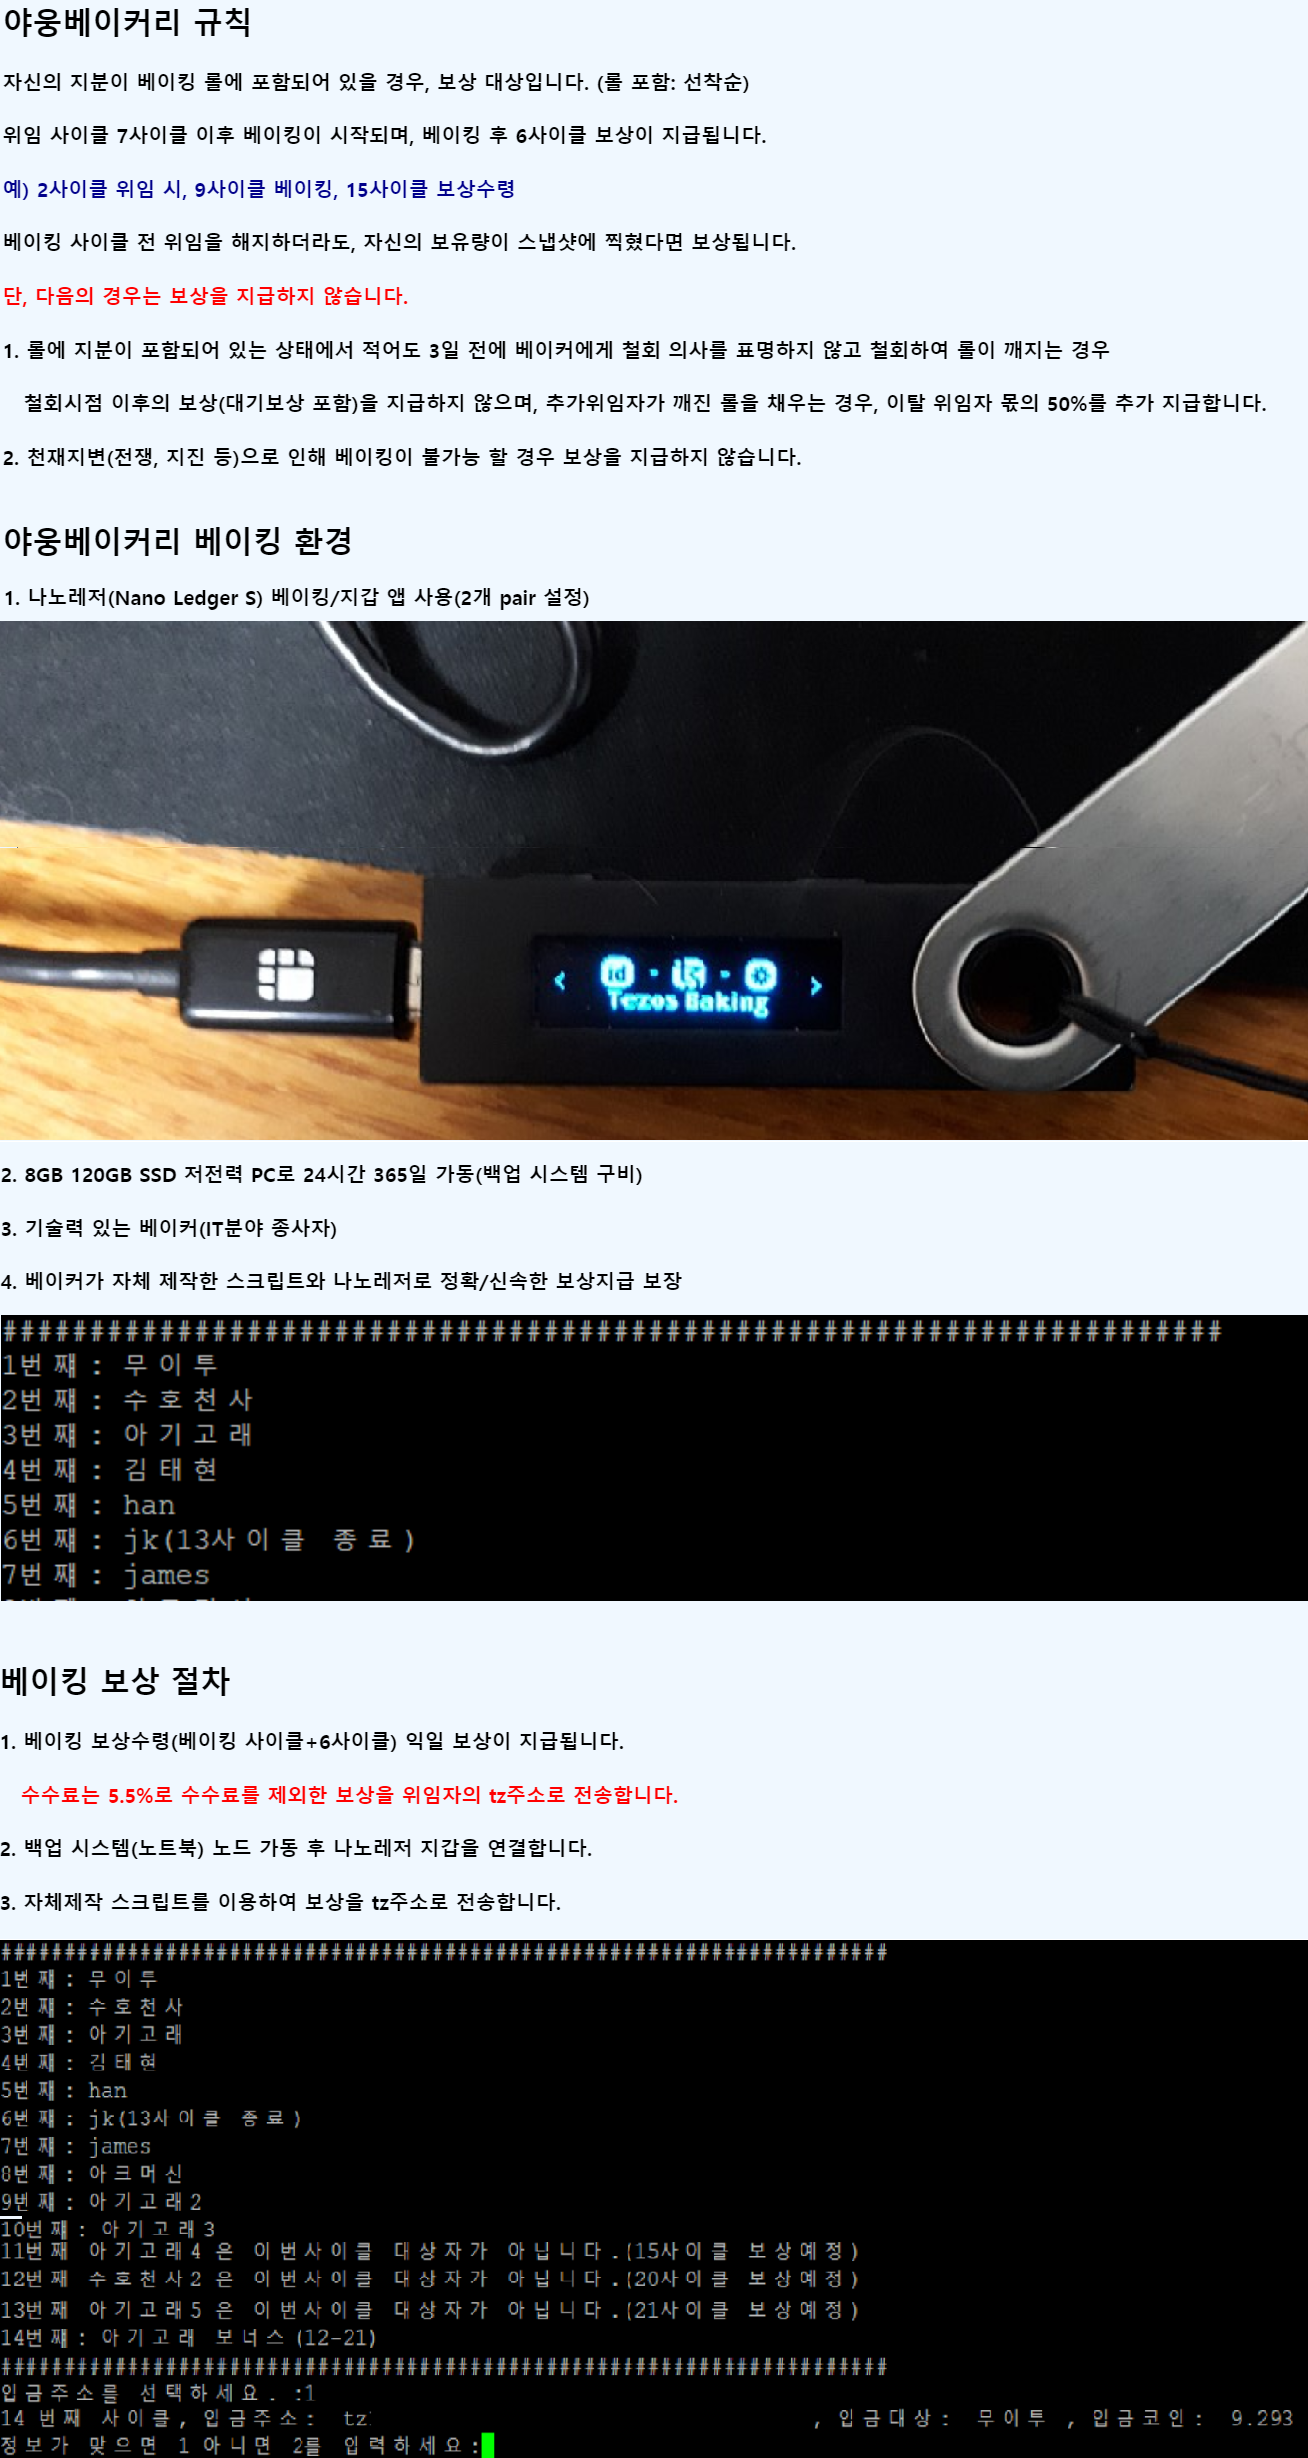 야웅베이커리 규칙
자신의 지분이 베이킹 롤에 포함되어 있을 경우, 보상 대상입니다. (롤 포함: 선착순)
위임 사이클 7사이클 이후 베이킹이 시작되며, 베이킹 후 6사이클 보상이 지급됩니다.
예) 2사이클 위임 시, 9사이클 베이킹, 15사이클 보상수령
베이킹 사이클 전 위임을 해지하더라도, 자신의 보유량이 스냅샷에 찍혔다면 보상됩니다.
단, 다음의 경우는 보상을 지급하지 않습니다.
1. 롤에 지분이 포함되어 있는 상태에서 적어도 3일 전에 베이커에게 철회 의사를 표명하지 않고 철회하여 롤이 깨지는 경우
철회시점 이후의 보상(대기보상 포함)을 지급하지 않으며, 추가위임자가 깨진 롤을 채우는 경우, 이탈 위임자 몫의 50%를 추가 지급합니다.
2. 천재지변(전쟁, 지진 등)으로 인해 베이킹이 불가능 할 경우 보상을 지급하지 않습니다.
야웅베이커리 베이킹 환경
1. 나노레저(Nano Ledger S) 베이킹/지갑 앱 사용(2개 pair 설정)
id
Tezos Baking
2. 8GB 120GB SSD 저전력 PC로 24시간 365일 가동(백업 시스템 구비)
3. 기술력 있는 베이커(IT분야 종사자)
4. 베이커가 자체 제작한 스크립트와 나노레저로 정확/신속한 보상지급 보장
######################################################################
1번째: 무이투
2번째: 수호천사
3번째: 아기고래
4번째: 김태현
5번째: han
6번째: jk(13사이클 종료)
7번째: james
베이킹 보상 절차
1. 베이킹 보상수령(베이킹 사이클+6사이클) 익일 보상이 지급됩니다.
수수료는 5.5%로 수수료를 제외한 보상을 위임자의 tz주소로 전송합니다.
2. 백업 시스템(노트북) 노드 가동 후 나노레저 지갑을 연결합니다.
3. 자체제작 스크립트를 이용하여 보상을 tz주소로 전송합니다.
######################################################################
1번째: 무이투
2번째: 수호천사
3번째: 아기고래
4번째: 김태현
5번째: han
6번째: jk(13사이클 종료)
7번째: james
8번째: 아크머신
9번째: 아기고래2
10번째: 아기고래3
11번째 아기고래4 은 이번사이클 대상자가 아닙니다.(15사이클 보상예정)
12번째 수호천사2 은 이번사이클 대상자가 아닙니다.(20사이클 보상예정)
13번째 아기고래5 은 이번사이클 대상자가 아닙니다.(21사이클 보상예정)
14번째: 아기고래 보너스(12-21)
######################################################################
입금주소를 선택하세요. :1
14 번째 사이클, 입금주소: tz , 입금대상: 무이투 , 입금코인: 9.293
정보가 맞으면 1 아니면 2를 입력하세요: